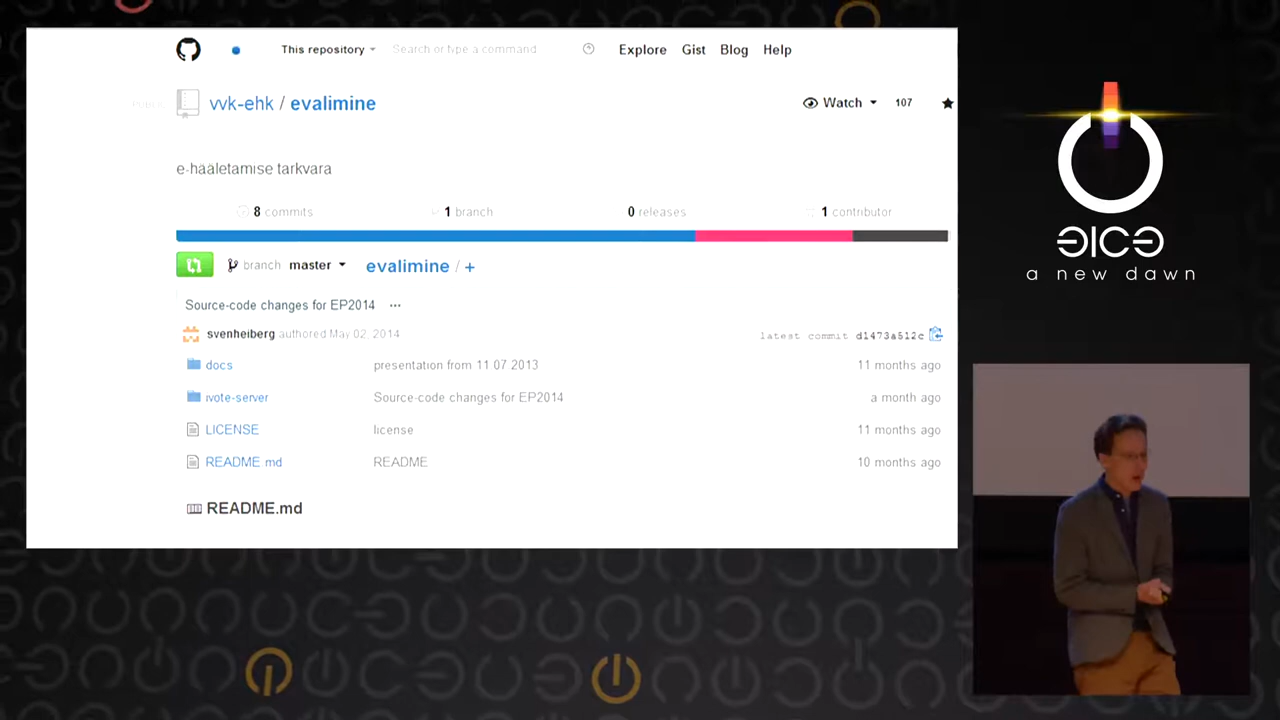 This repository
Search or type a command
Explore
Gist
Blog
Help
PUBLIC
vvk-ehk / evalimine
Watch
107
e-hääletamise tarkvara
8 commits
1 branch
0 releases
1 contributor
branch master
evalimine / +
Source-code changes for EP2014 ...
svenheiberg authored May 02, 2014
latest commit d1473a512c
docs
presentation from 11 07 2013
11 months ago
ivote-server
Source-code changes for EP2014
a month ago
LICENSE
license
11 months ago
README md
README
10 months ago
README.md
a new dawn